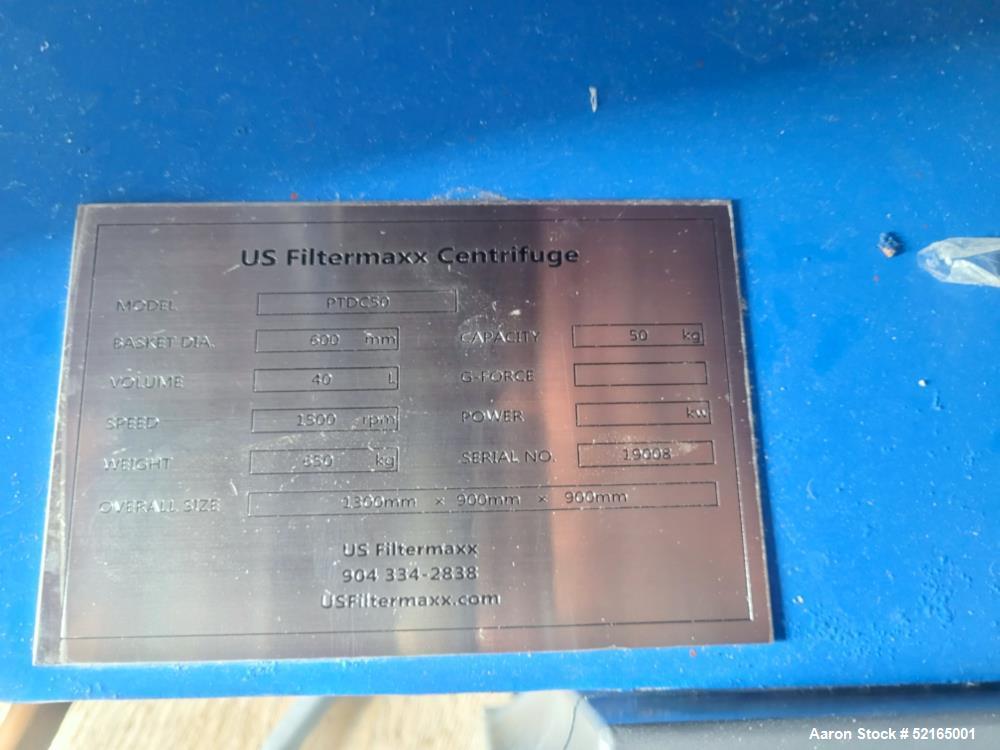 US Filtermaxx Centrifuge
MODEL PTDC50
BASKET DIA. 600 mm CAPACITY 50 kg
VOLUME 40 L G-FORCE
SPEED 1500 rpm POWER kw
WEIGHT kg SERIAL NO. 19008
OVERALL SIZE 1300mm × 900mm × 900mm
US Filtermaxx
904 334-2838
USFiltermaxx.com
Aaron Stock # 52165001